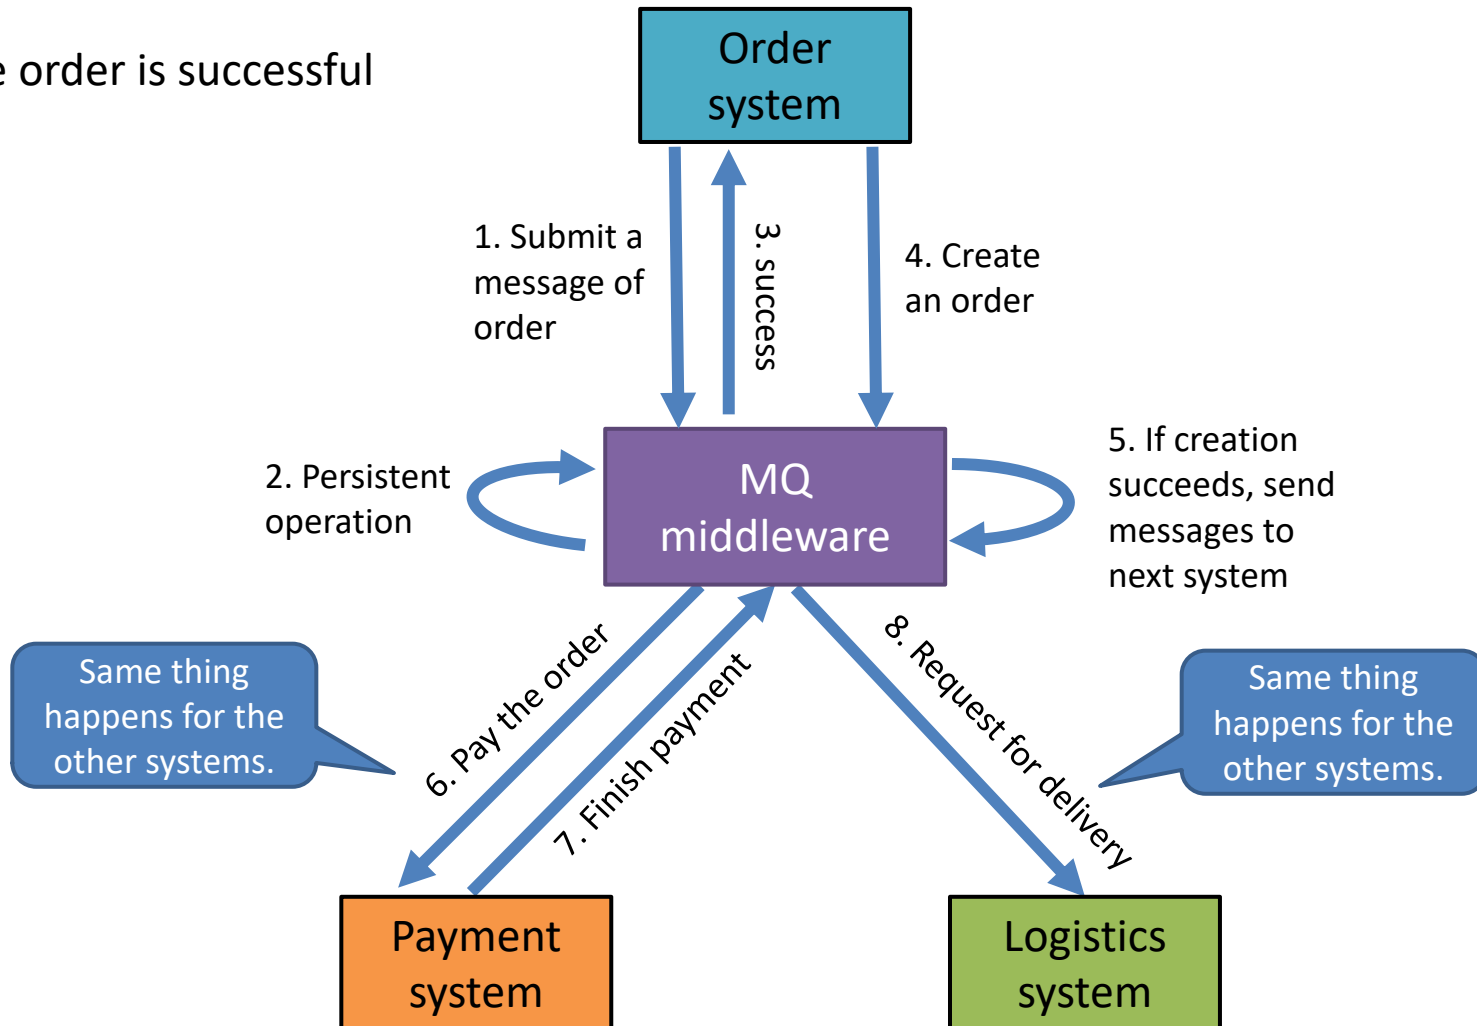 e order is successful
Order
system
1. Submit a
message of
order
3. success
4. Create
an order
2. Persistent
operation
MQ
middleware
5. If creation
succeeds, send
messages to
next system
Same thing
happens for the
other systems.
6. Pay the order
7. Finish payment
8. Request for delivery
Same thing
happens for the
other systems.
Payment
system
Logistics
system